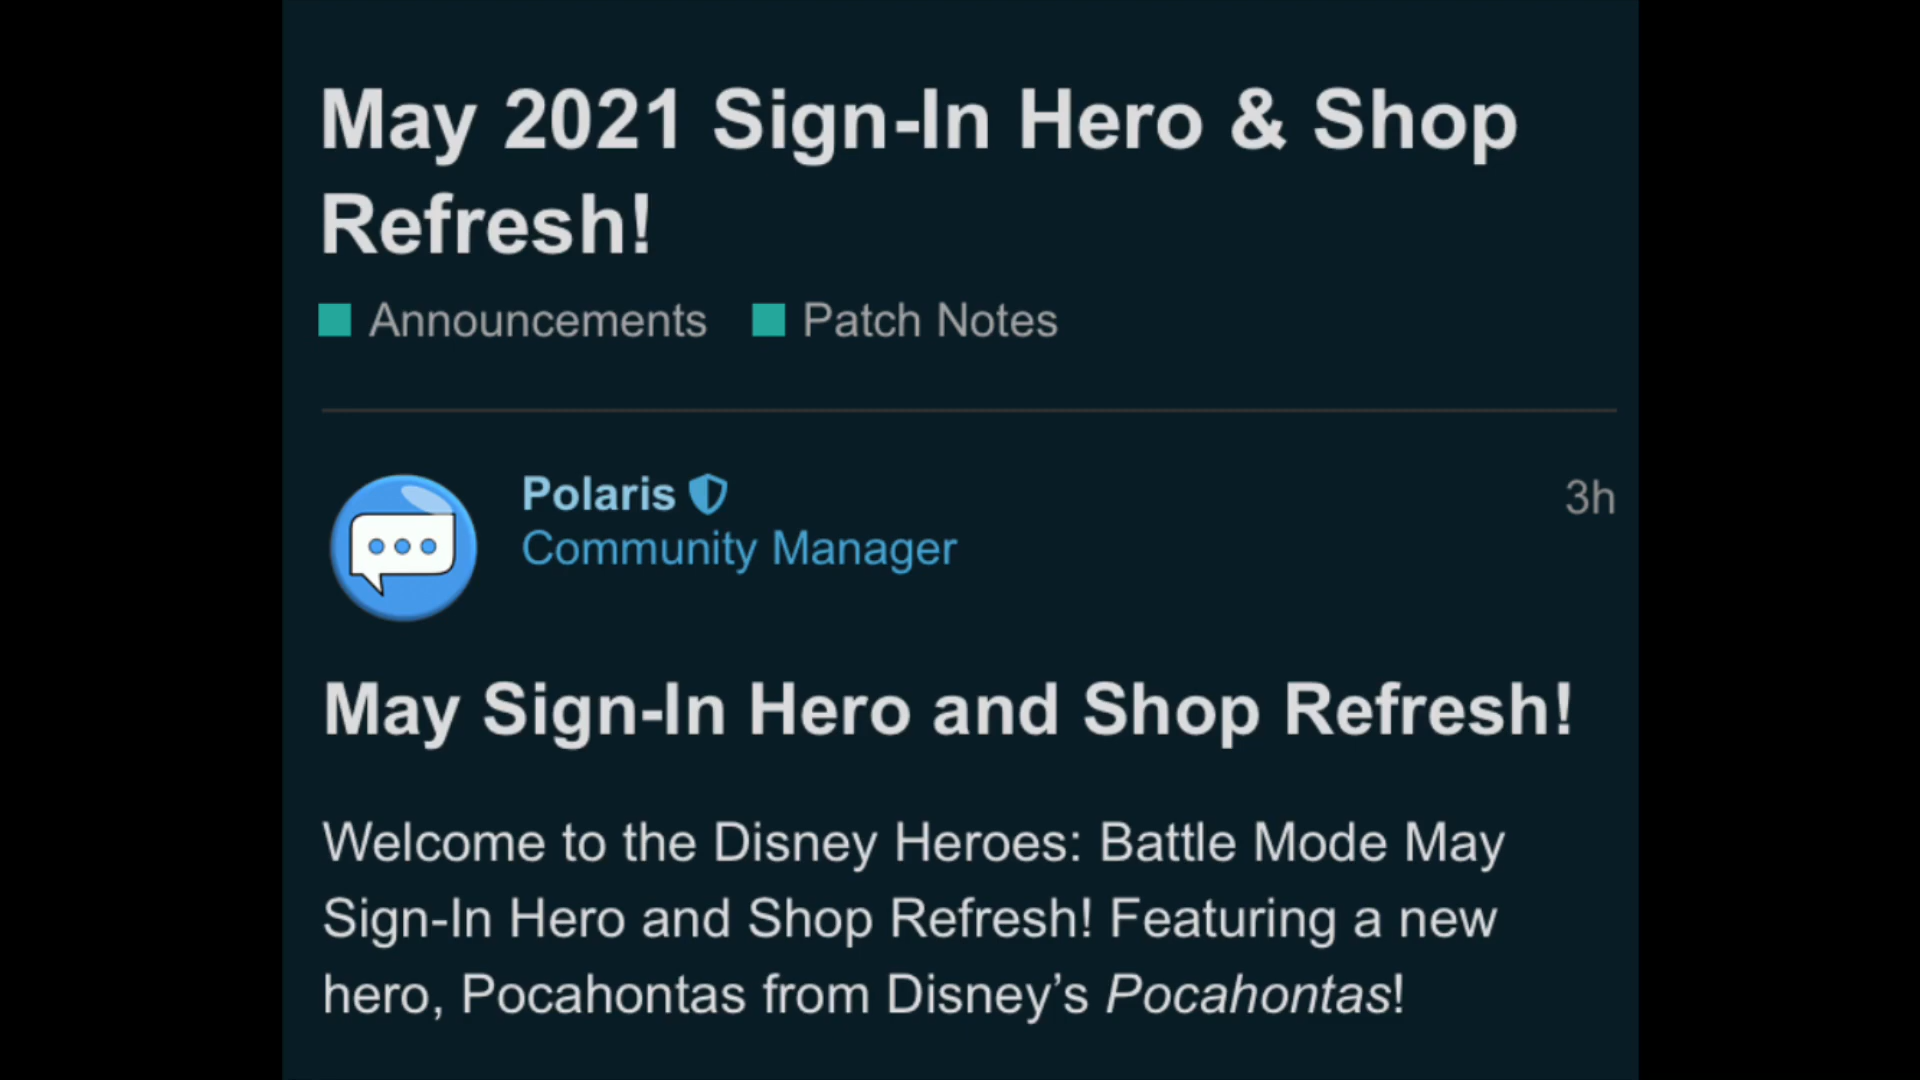 May 2021 Sign-In Hero & Shop
Refresh!
Announcements Patch Notes
Polaris 3h
Community Manager
May Sign-In Hero and Shop Refresh!
Welcome to the Disney Heroes: Battle Mode May
Sign-In Hero and Shop Refresh! Featuring a new
hero, Pocahontas from Disney’s Pocahontas!